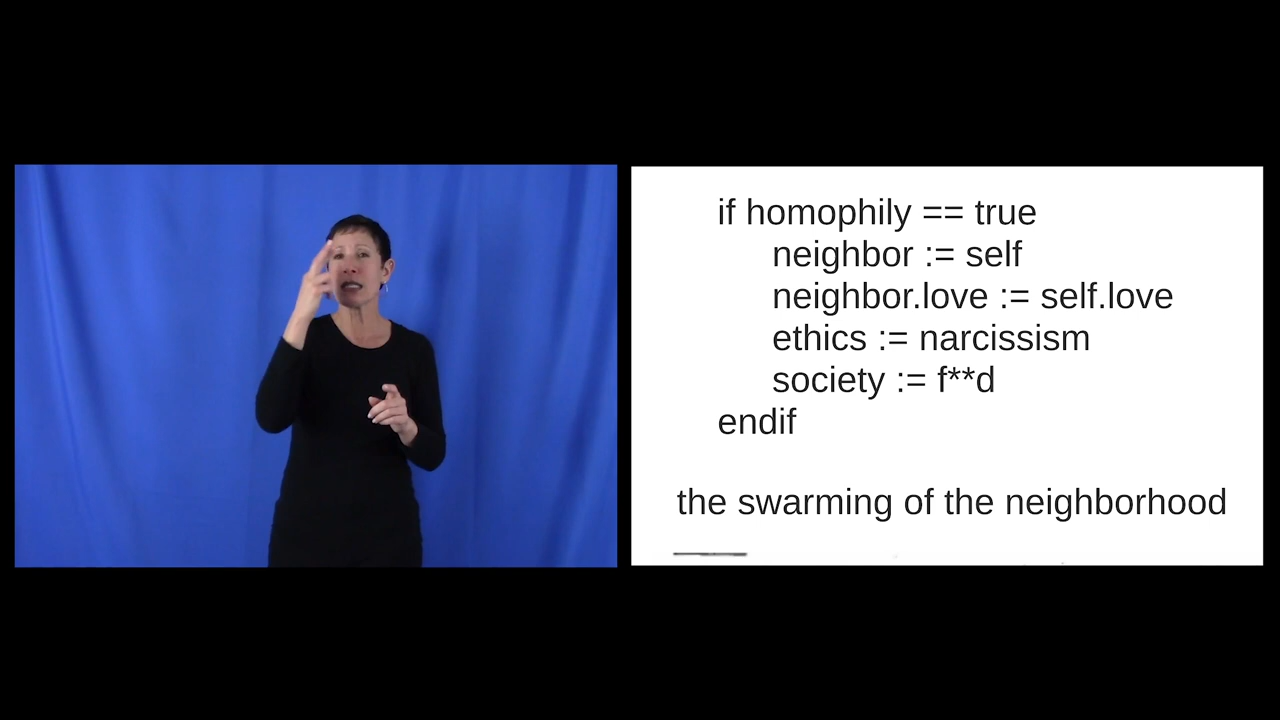 if homophily == true
neighbor := self
neighbor.love := self.love
ethics := narcissism
society := f**d
endif
the swarming of the neighborhood